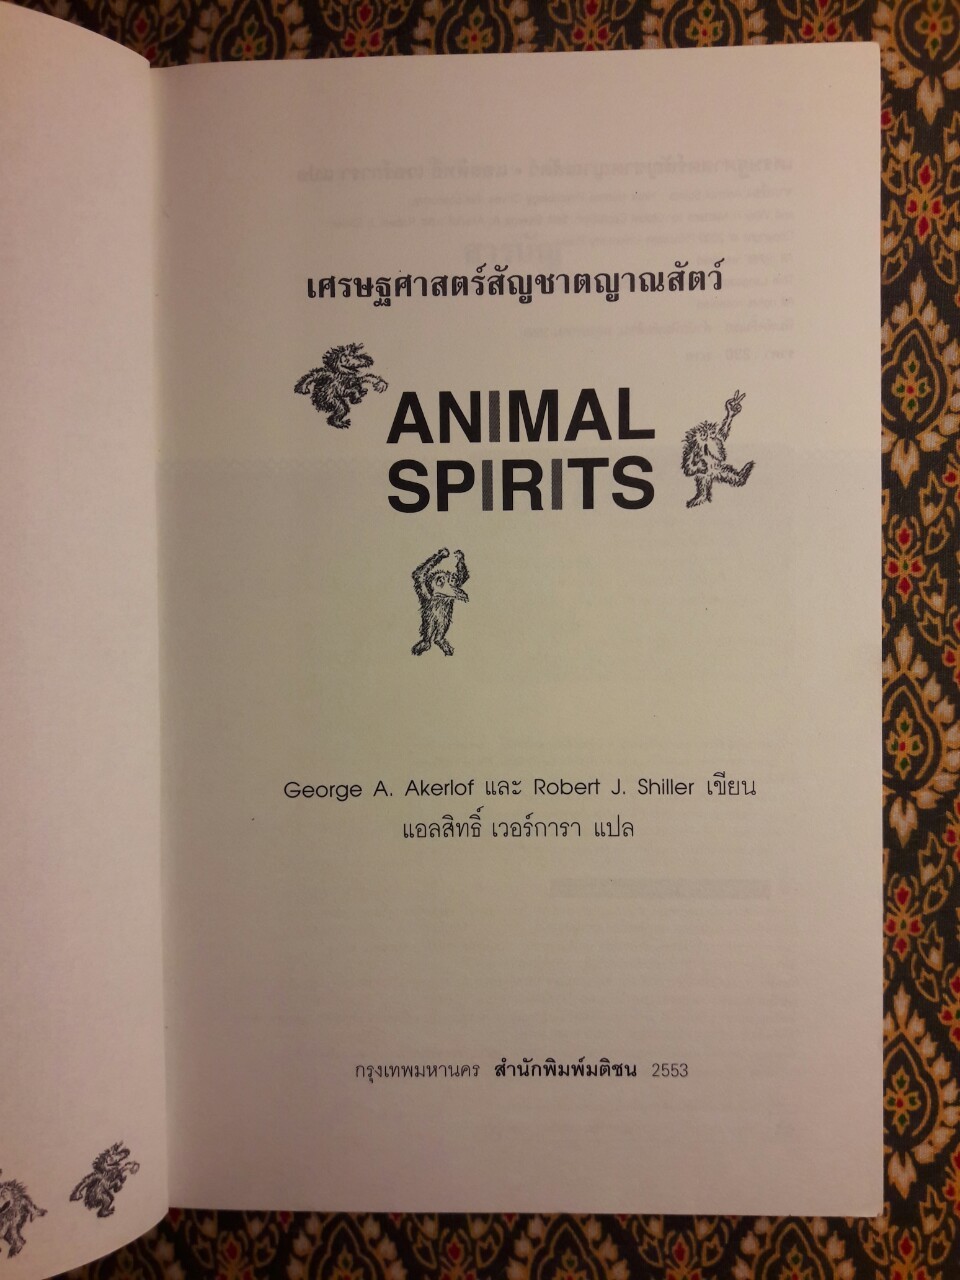 เศรษฐศาสตร์สัญชาตญาณสัตว์
ANIMAL
SPIRITS
George A. Akerlof และ Robert J. Shiller เขียน
แอลสิทธิ์ เวอร์การา แปล
กรุงเทพมหานคร สำนักพิมพ์มติชน 2553